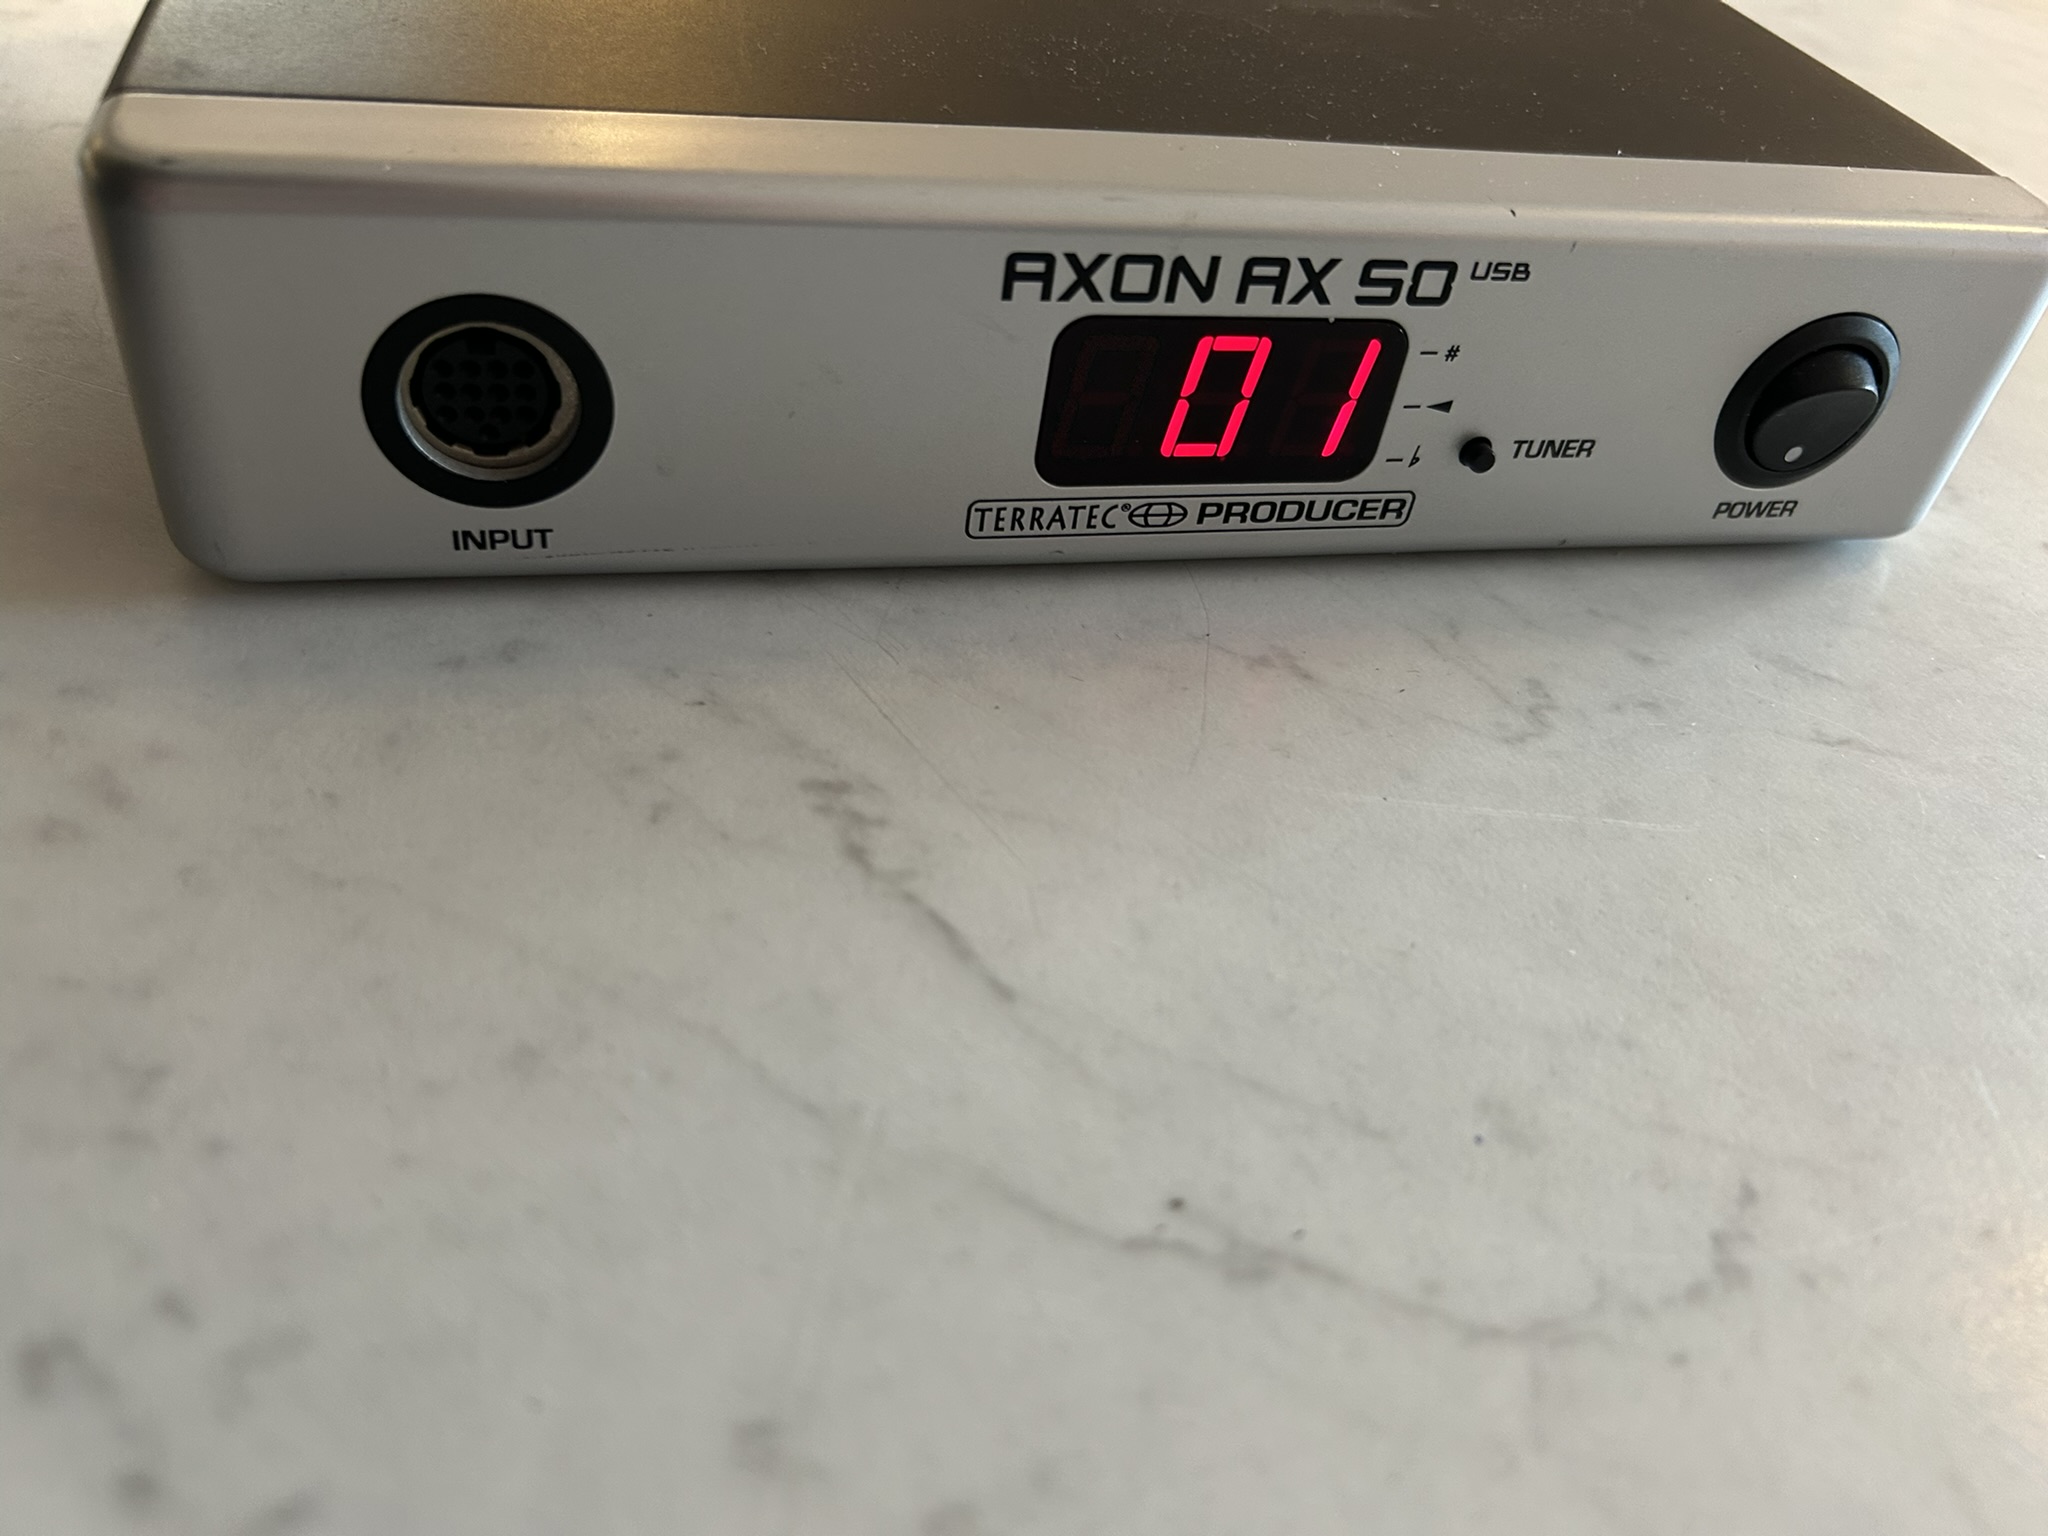 AXON AX 50 USB
01
#
♭
TUNER
TERRATEC® PRODUCER
INPUT
POWER